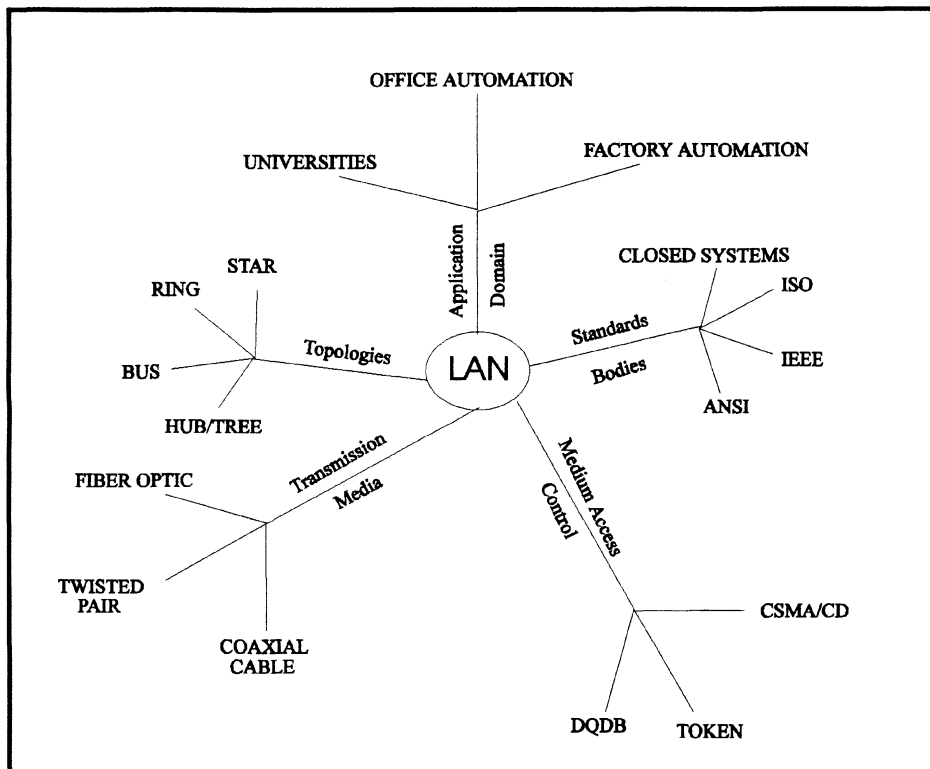 OFFICE AUTOMATION
UNIVERSITIES
FACTORY AUTOMATION
Application
Domain
CLOSED SYSTEMS
ISO
IEEE
ANSI
Standards
Bodies
STAR
RING
BUS
HUB/TREE
Topologies
LAN
Transmission
Media
FIBER OPTIC
TWISTED
PAIR
COAXIAL
CABLE
Medium Access
Control
CSMA/CD
DQDB
TOKEN